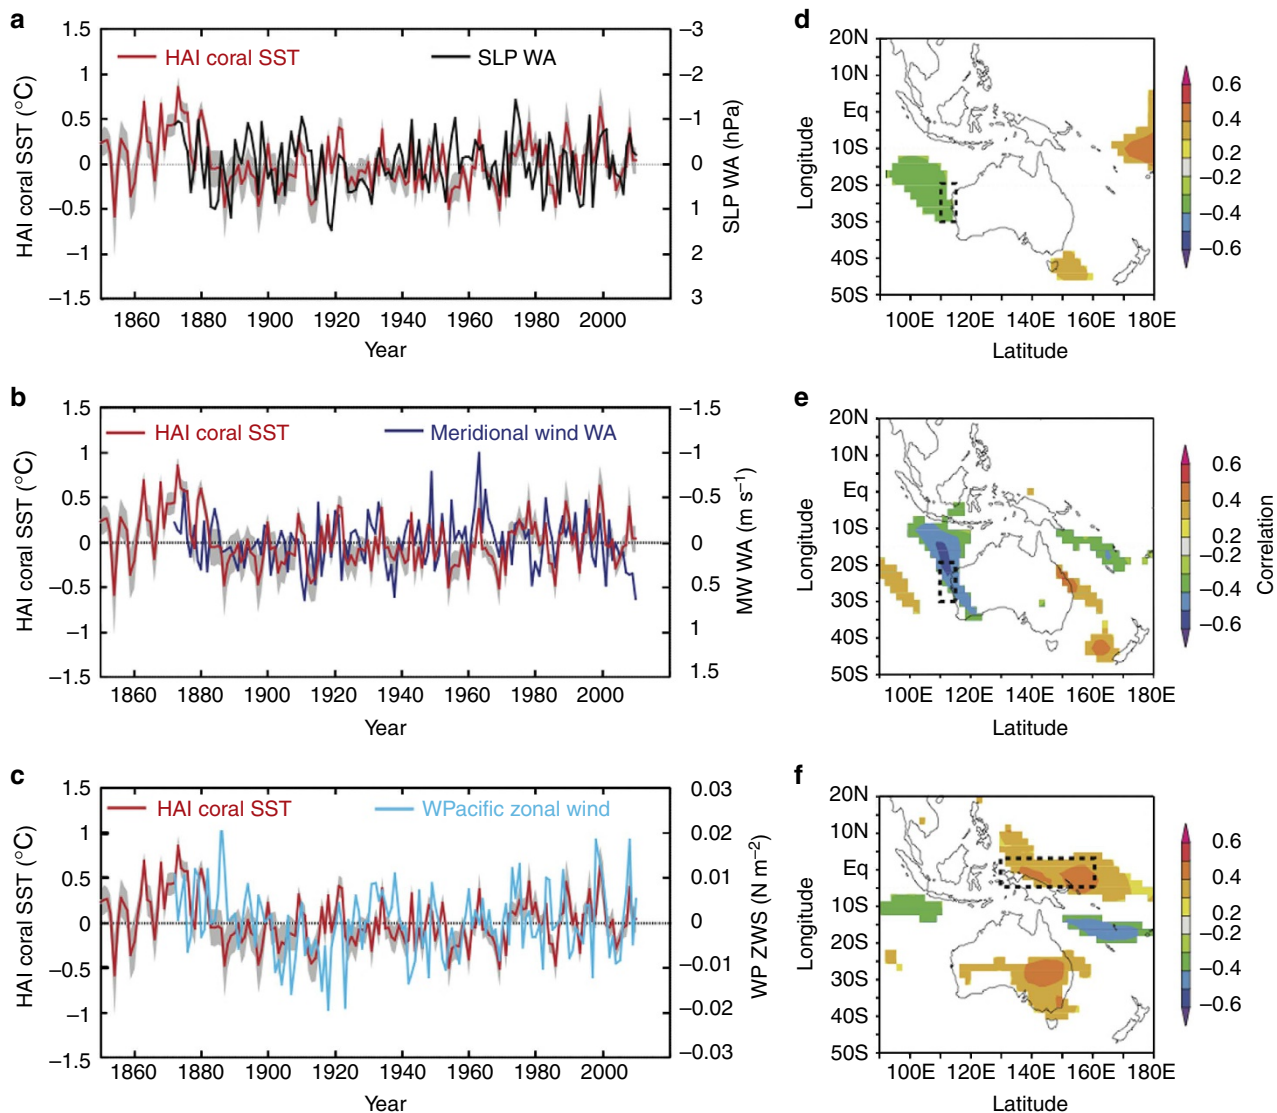 a
HAI coral SST
SLP WA
HAI coral SST (°C)
1.5
1
0.5
0
−0.5
−1
−1.5
−3
−2
−1
0
1
2
3
SLP WA (hPa)
1860 1880 1900 1920 1940 1960 1980 2000
Year
d
Longitude
20N
10N
Eq
10S
20S
30S
40S
50S
100E 120E 140E 160E 180E
Latitude
0.6
0.4
0.2
−0.2
−0.4
−0.6
b
HAI coral SST
Meridional wind WA
HAI coral SST (°C)
1.5
1
0.5
0
−0.5
−1
−1.5
−1.5
−1
−0.5
0
0.5
1
1.5
MW WA (m s⁻¹)
1860 1880 1900 1920 1940 1960 1980 2000
Year
e
Longitude
20N
10N
Eq
10S
20S
30S
40S
50S
100E 120E 140E 160E 180E
Latitude
0.6
0.4
0.2
−0.2
−0.4
−0.6
Correlation
c
HAI coral SST
WPacific zonal wind
HAI coral SST (°C)
1.5
1
0.5
0
−0.5
−1
−1.5
0.03
0.02
0.01
0
−0.01
−0.02
−0.03
WP ZWS (N m⁻²)
1860 1880 1900 1920 1940 1960 1980 2000
Year
f
Longitude
20N
10N
Eq
10S
20S
30S
40S
50S
100E 120E 140E 160E 180E
Latitude
0.6
0.4
0.2
−0.2
−0.4
−0.6